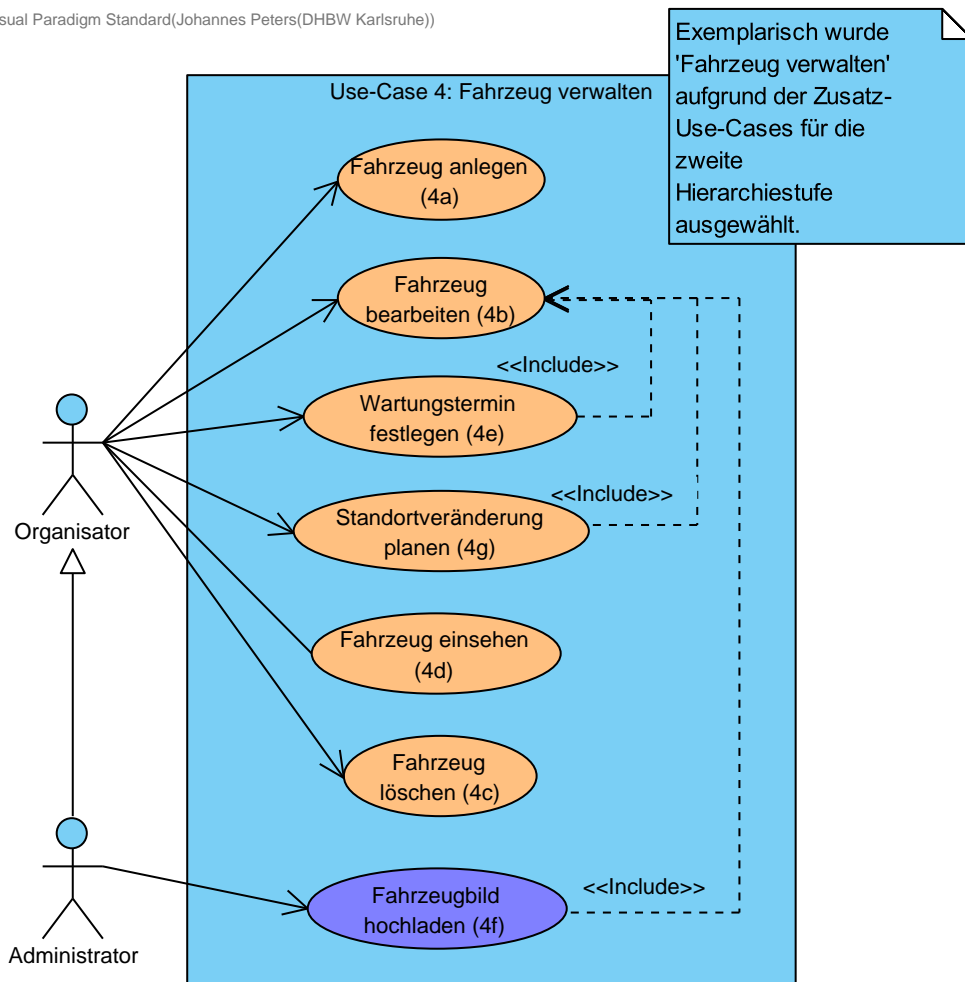 sual Paradigm Standard(Johannes Peters(DHBW Karlsruhe))
Exemplarisch wurde
'Fahrzeug verwalten'
aufgrund der Zusatz-
Use-Cases für die
zweite
Hierarchiestufe
ausgewählt.
Use-Case 4: Fahrzeug verwalten
Fahrzeug anlegen
(4a)
Fahrzeug
bearbeiten (4b)
<<Include>>
Wartungstermin
festlegen (4e)
<<Include>>
Standortveränderung
planen (4g)
Organisator
Fahrzeug einsehen
(4d)
Fahrzeug
löschen (4c)
<<Include>>
Fahrzeugbild
hochladen (4f)
Administrator